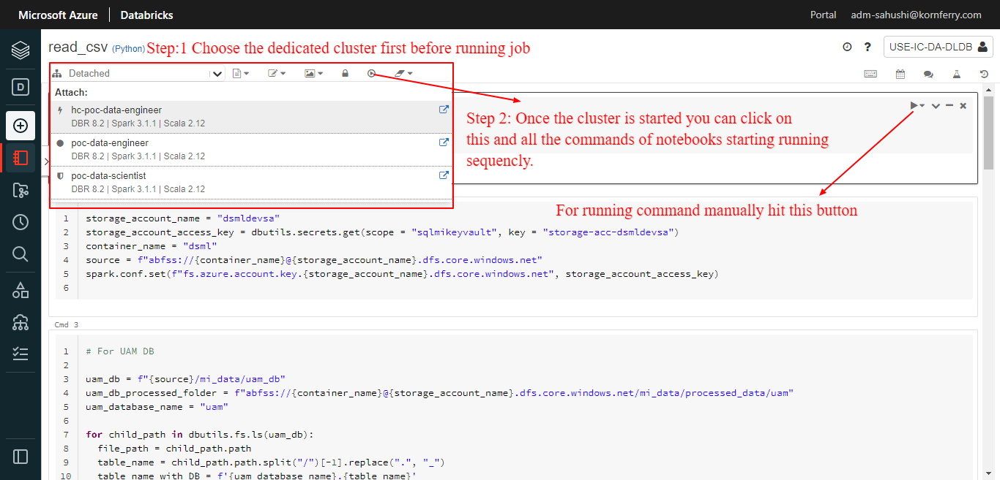 Microsoft Azure | Databricks
Portal adm-sahushi@kornferry.com
read_csv (Python) Step:1 Choose the dedicated cluster first before running job
? USE-IC-DA-DLDB
Detached
Attach:
hc-poc-data-engineer
DBR 8.2 | Spark 3.1.1 | Scala 2.12
poc-data-engineer
DBR 8.2 | Spark 3.1.1 | Scala 2.12
poc-data-scientist
DBR 8.2 | Spark 3.1.1 | Scala 2.12
Step 2: Once the cluster is started you can click on
this and all the commands of notebooks starting running
sequencly.
For running command manually hit this button
1 storage_account_name = "dsmldevsa"
2 storage_account_access_key = dbutils.secrets.get(scope = "sqlmikeyvault", key = "storage-acc-dsmldevsa")
3 container_name = "dsml"
4 source = f"abfss://{container_name}@{storage_account_name}.dfs.core.windows.net"
5 spark.conf.set(f"fs.azure.account.key.{storage_account_name}.dfs.core.windows.net", storage_account_access_key)
6
Cmd 3
1 # For UAM DB
2
3 uam_db = f"{source}/mi_data/uam_db"
4 uam_db_processed_folder = f"abfss://{container_name}@{storage_account_name}.dfs.core.windows.net/mi_data/processed_data/uam"
5 uam_database_name = "uam"
6
7 for child_path in dbutils.fs.ls(uam_db):
8 file_path = child_path.path
9 table_name = child_path.path.split("/")[-1].replace(".", "_")
10 table_name_with_DB = f'{uam_database_name}.{table_name}'
D